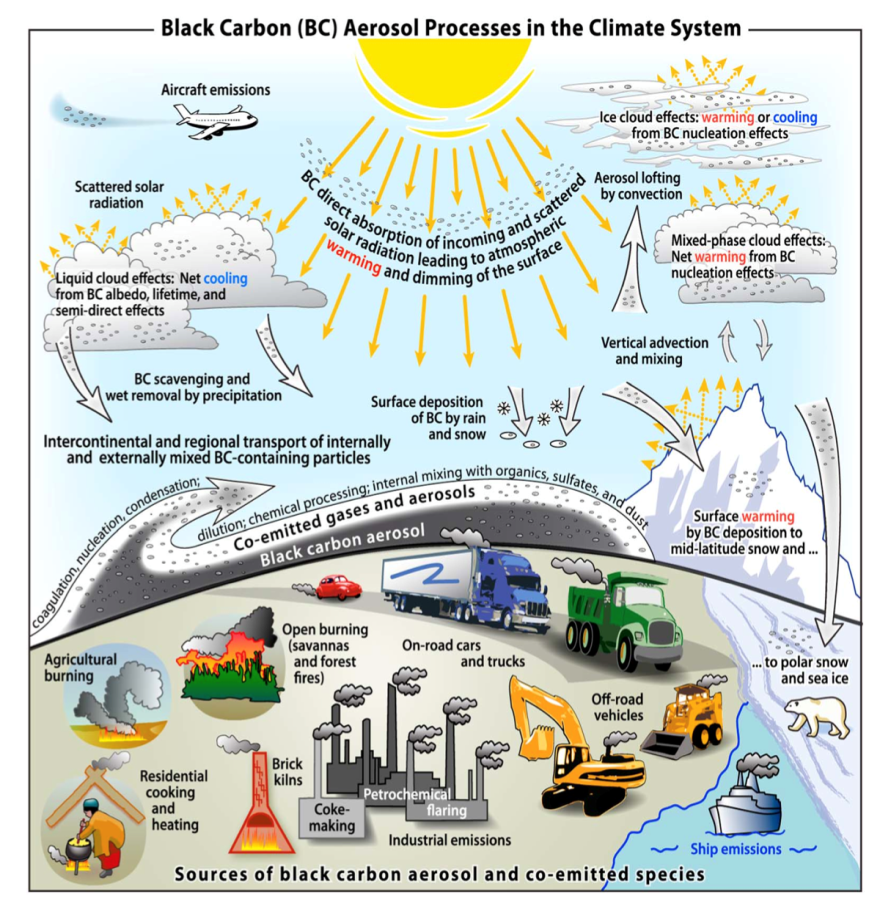 Black Carbon (BC) Aerosol Processes in the Climate System
Aircraft emissions
Ice cloud effects: warming or cooling
from BC nucleation effects
Scattered solar
radiation
BC direct absorption of incoming and scattered
solar radiation leading to atmospheric
warming and dimming of the surface
Aerosol lofting
by convection
Mixed-phase cloud effects:
Net warming from BC
nucleation effects
Liquid cloud effects: Net cooling
from BC albedo, lifetime, and
semi-direct effects
Vertical advection
and mixing
BC scavenging and
wet removal by precipitation
Surface deposition
of BC by rain
and snow
Intercontinental and regional transport of internally
and externally mixed BC-containing particles
coagulation, nucleation, condensation;
dilution; chemical processing; internal mixing with organics, sulfates, and dust
Co-emitted gases and aerosols
Black carbon aerosol
Surface warming
by BC deposition to
mid-latitude snow and ...
... to polar snow
and sea ice
Agricultural
burning
Open burning
(savannas
and forest
fires)
On-road cars
and trucks
Off-road
vehicles
Residential
cooking
and
heating
Brick
kilns
Coke-
making
Petrochemical
flaring
Industrial emissions
Ship emissions
Sources of black carbon aerosol and co-emitted species